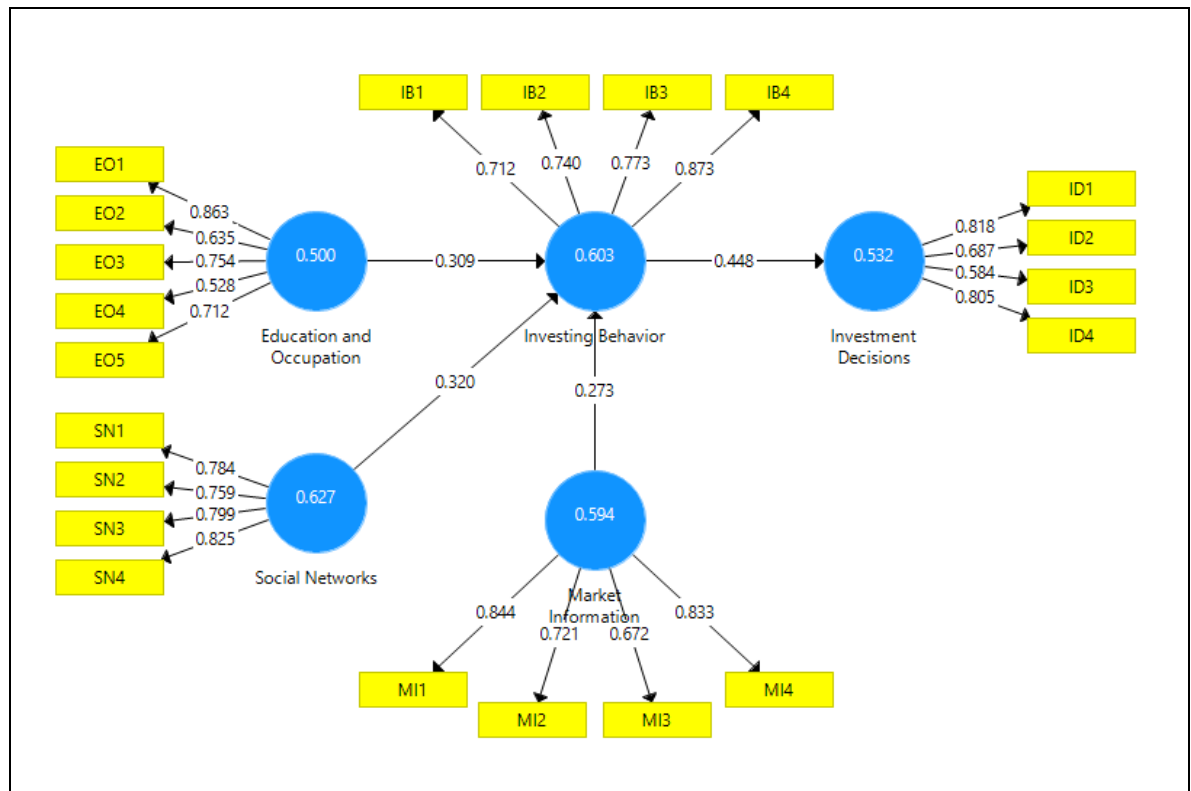 IB1 IB2 IB3 IB4
0.712 0.740 0.773 0.873
EO1
EO2
EO3
EO4
EO5
0.863
0.635
0.754
0.528
0.712
0.500
Education and
Occupation
0.309
0.603
Investing Behavior
0.448
0.532
Investment
Decisions
0.818
0.687
0.584
0.805
ID1
ID2
ID3
ID4
0.320
0.273
SN1
SN2
SN3
SN4
0.784
0.759
0.799
0.825
0.627
Social Networks
0.594
Market
Information
0.844 0.721 0.672 0.833
MI1 MI2 MI3 MI4